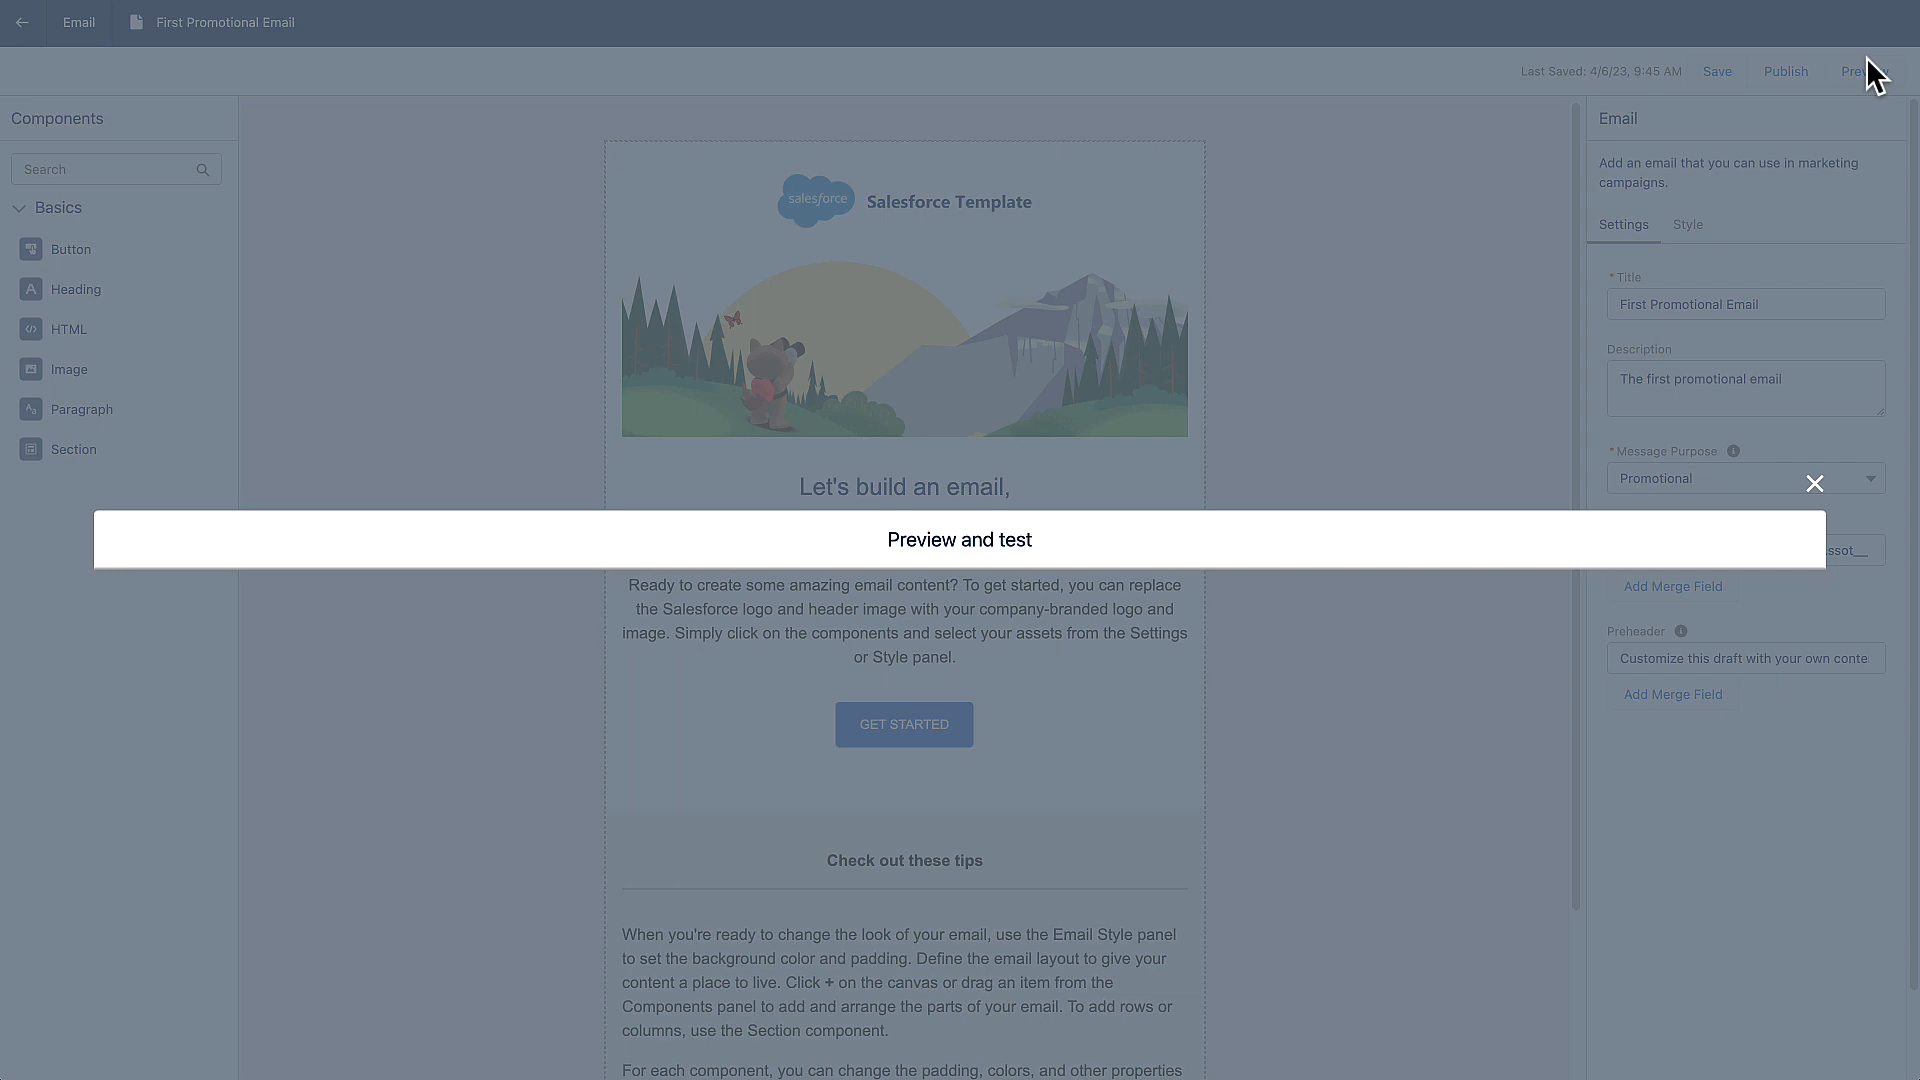 Email
First Promotional Email
Last Saved: 4/6/23, 9:45 AM
Save
Publish
Components
Search
Basics
Button
Heading
HTML
Image
Paragraph
Section
salesforce
Salesforce Template
Let's build an email,
Preview and test
Ready to create some amazing email content? To get started, you can replace
the Salesforce logo and header image with your company-branded logo and
image. Simply click on the components and select your assets from the Settings
or Style panel.
GET STARTED
Check out these tips
When you're ready to change the look of your email, use the Email Style panel
to set the background color and padding. Define the email layout to give your
content a place to live. Click + on the canvas or drag an item from the
Components panel to add and arrange the parts of your email. To add rows or
columns, use the Section component.
For each component, you can change the padding, colors, and other properties
Email
Add an email that you can use in marketing
campaigns.
Settings
Style
* Title
First Promotional Email
Description
The first promotional email
* Message Purpose
Promotional
Add Merge Field
Preheader
Customize this draft with your own conte
Add Merge Field